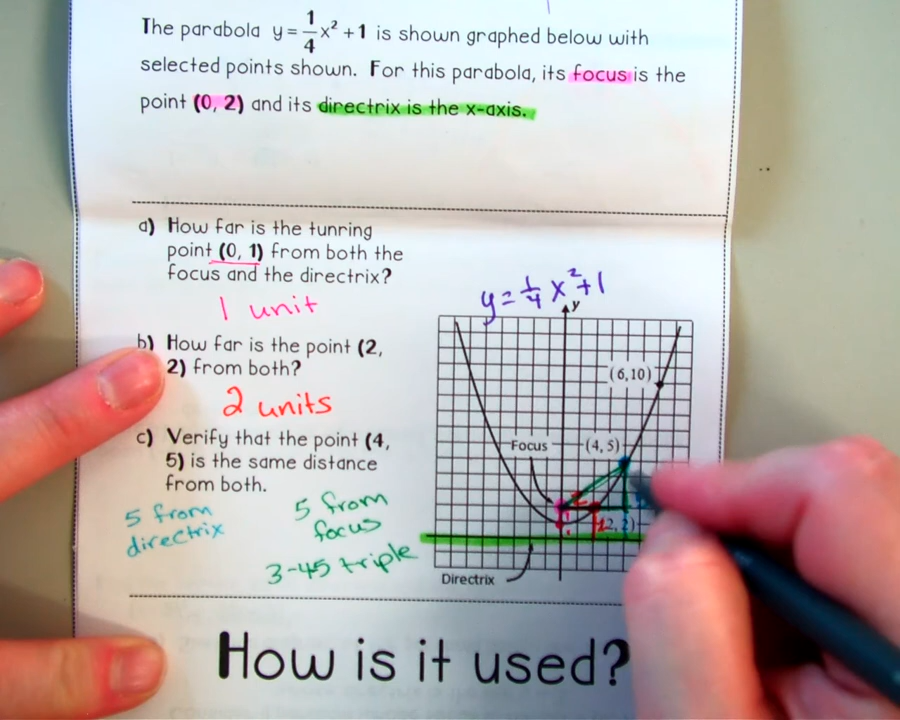 The parabola y = 1/4 x² + 1 is shown graphed below with
selected points shown. For this parabola, its focus is the
point (0, 2) and its directrix is the x-axis.
a) How far is the tunring
point (0, 1) from both the
focus and the directrix?
1 unit
b) How far is the point (2,
2) from both?
2 units
c) Verify that the point (4,
5) is the same distance
from both.
5 from
directrix
5 from
focus
3-45 triple
y = 1/4 x² + 1
y
(6,10)
Focus
(4,5)
(2,2)
Directrix
How is it used?